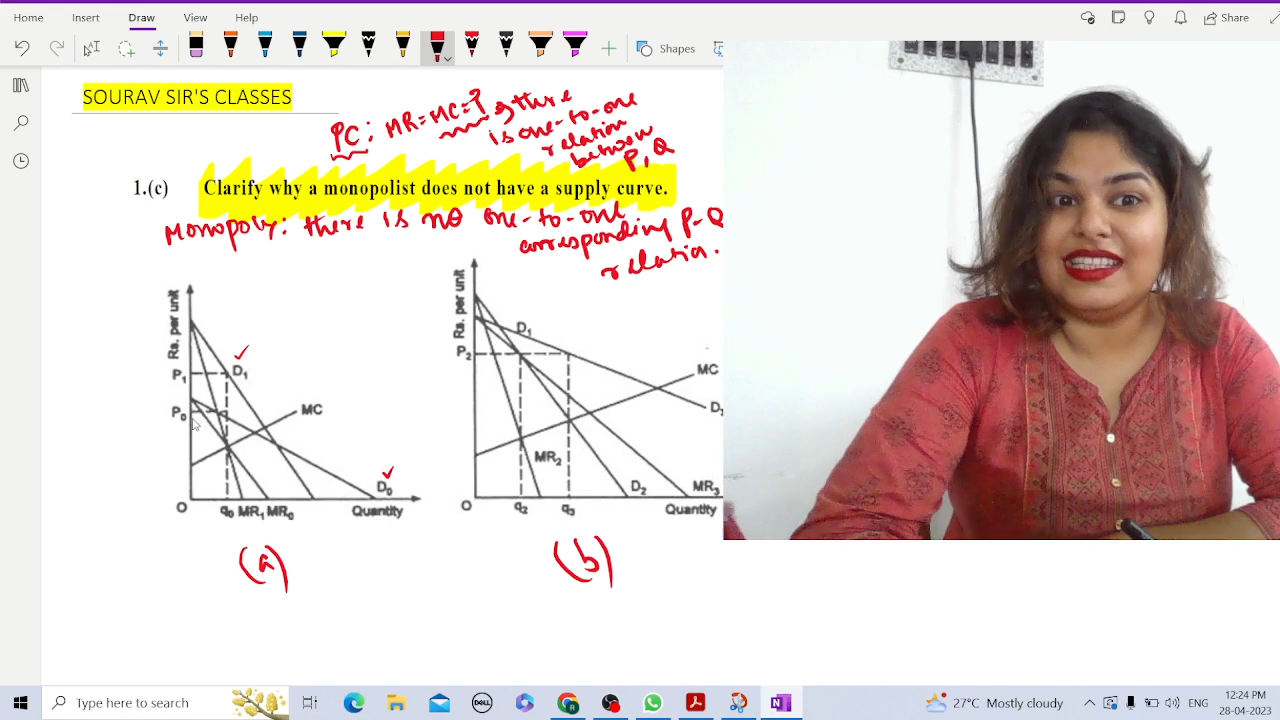 Home Insert Draw View Help Share
Shapes
SOURAV SIR'S CLASSES
PC: MR=MC=P ⇒ there
is one-to-one
relation
between
P, Q
1.(c) Clarify why a monopolist does not have a supply curve.
Monopoly: there is no one-to-one
corresponding P-Q
relation.
Rs. per unit
P₁
D₁
P₀
MC
D₀
O q₀ MR₁ MR₀ Quantity
(a)
Rs. per unit
D₁
P₂
MC
MR₂
D₂ MR₃
O q₂ q₃ Quantity
(b)
Type here to search
DELL
27°C Mostly cloudy
ENG
12:24 PM
28-04-2023